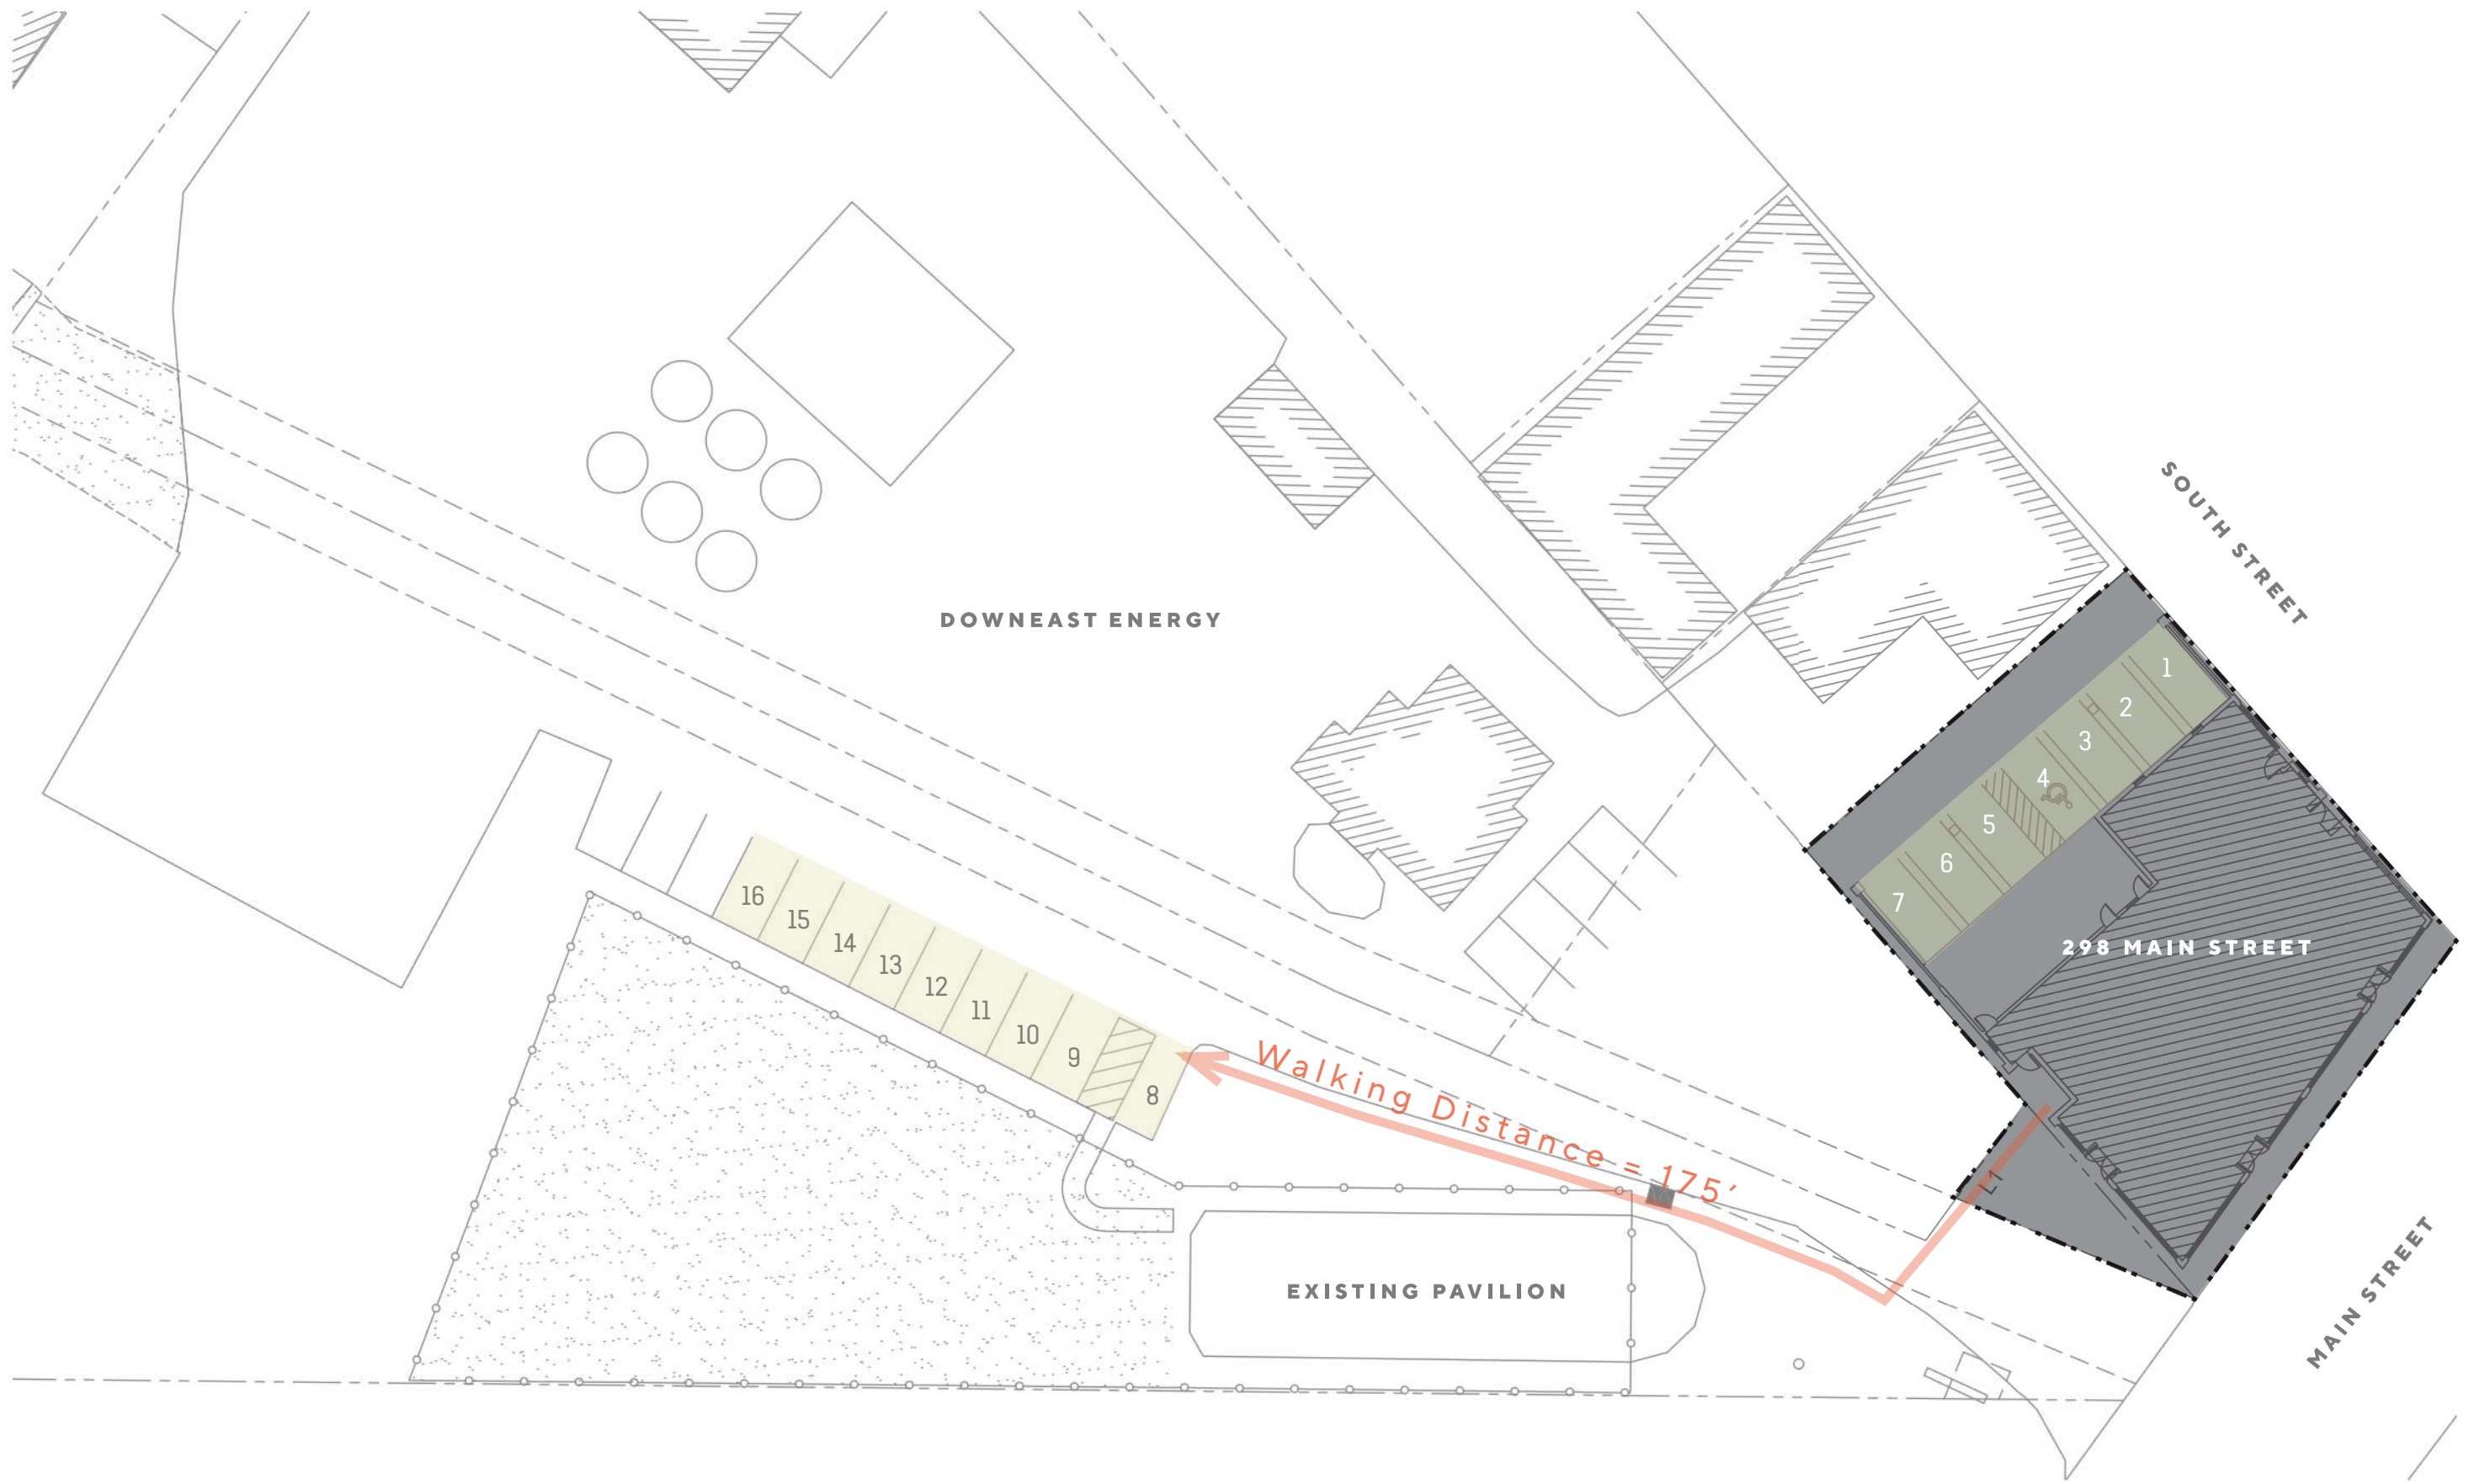 SOUTH STREET
DOWNEAST ENERGY
1
2
3
4
5
6
7
298 MAIN STREET
16
15
14
13
12
11
10
9
8
Walking Distance = 175'
L1
EXISTING PAVILION
MAIN STREET